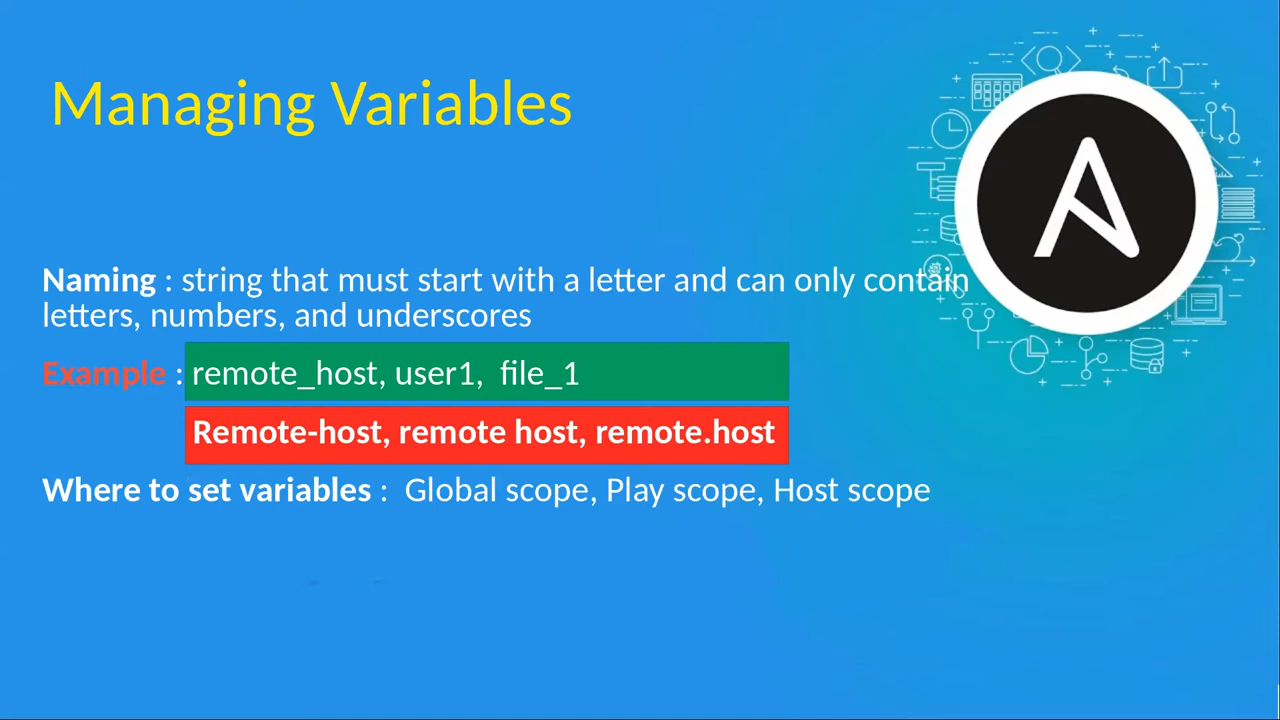 Managing Variables
Naming : string that must start with a letter and can only contain
letters, numbers, and underscores
Example : remote_host, user1, file_1
Remote-host, remote host, remote.host
Where to set variables : Global scope, Play scope, Host scope